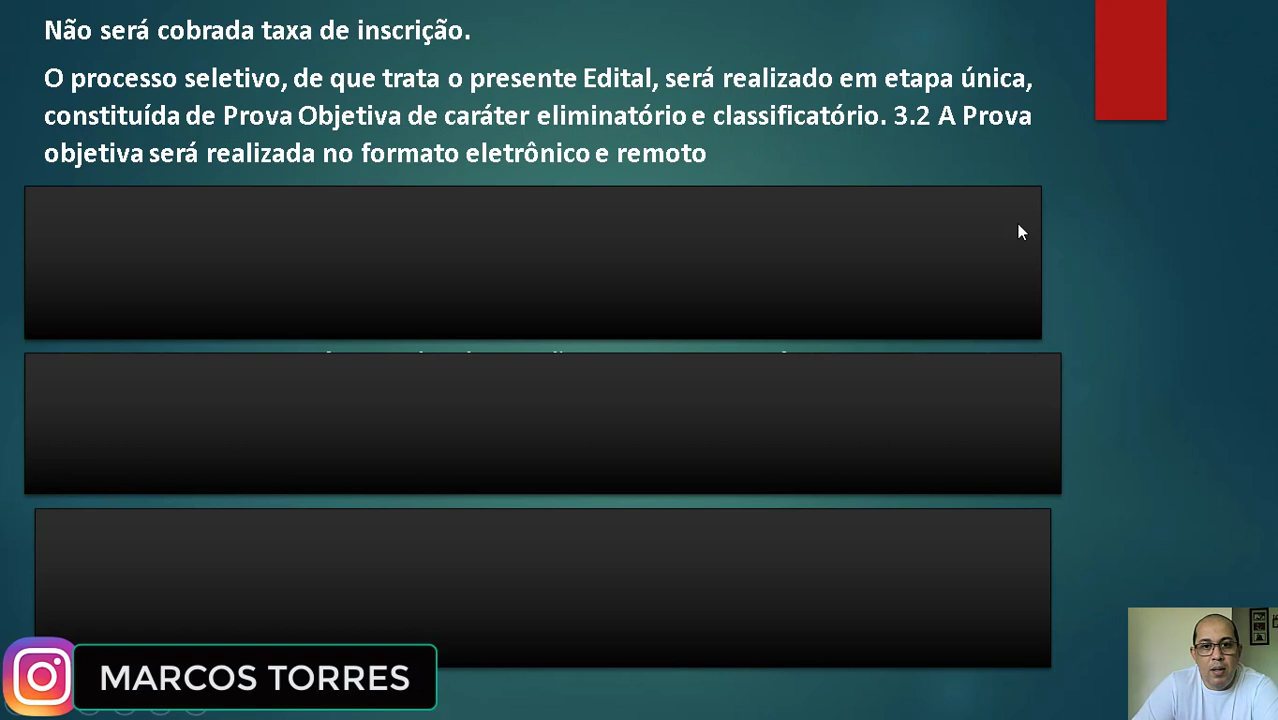 Não será cobrada taxa de inscrição.
O processo seletivo, de que trata o presente Edital, será realizado em etapa única,
constituída de Prova Objetiva de caráter eliminatório e classificatório. 3.2 A Prova
objetiva será realizada no formato eletrônico e remoto
MARCOS TORRES